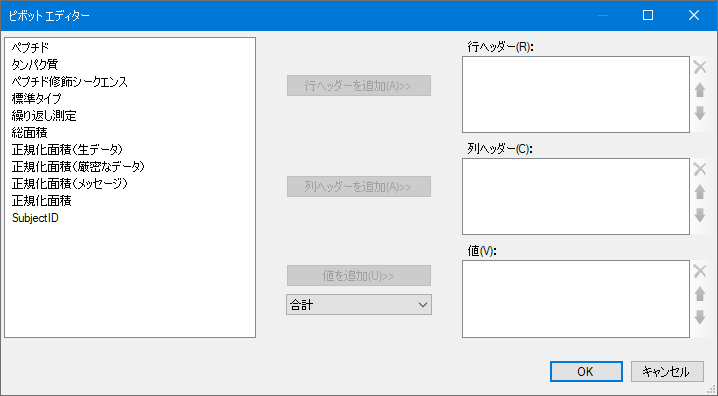 ピボット エディター
ペプチド
タンパク質
ペプチド修飾シークエンス
標準タイプ
繰り返し測定
総面積
正規化面積(生データ)
正規化面積(厳密なデータ)
正規化面積(メッセージ)
正規化面積
SubjectID
行ヘッダーを追加(A)>>
列ヘッダーを追加(A)>>
値を追加(U)>>
合計
行ヘッダー(R):
列ヘッダー(C):
値(V):
OK
キャンセル